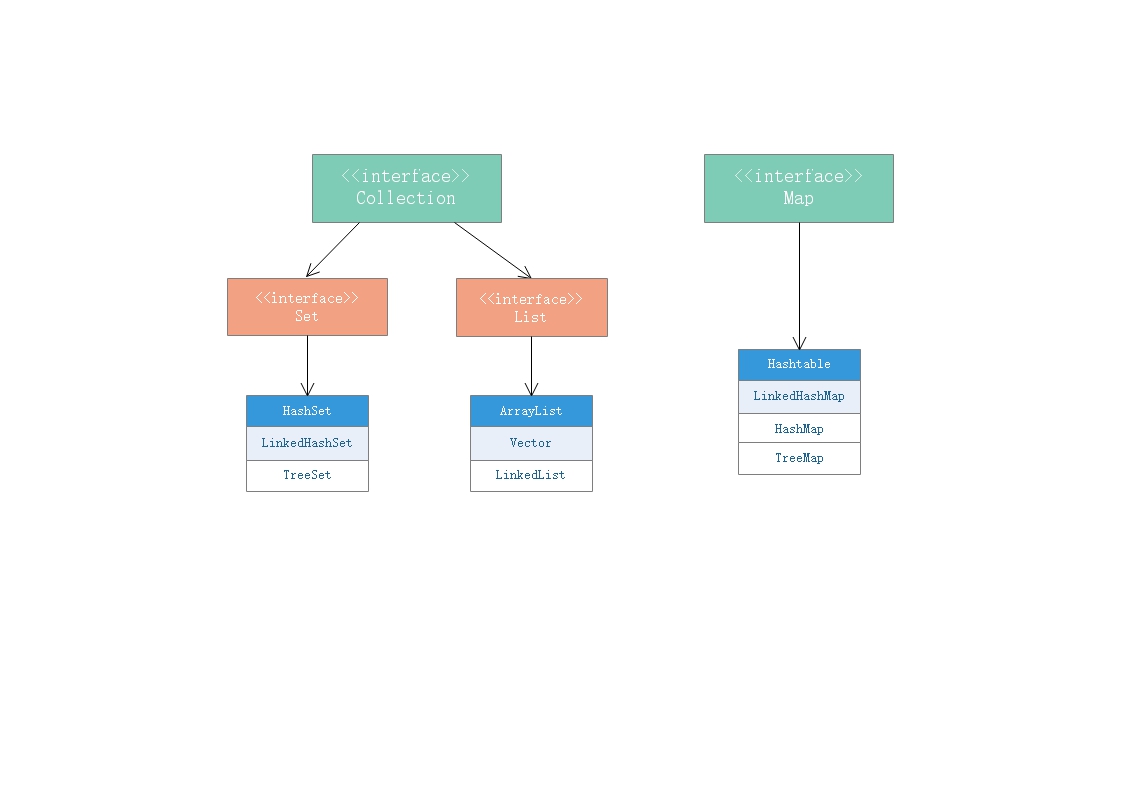 <<interface>>
Collection
<<interface>>
Map
<<interface>>
Set
<<interface>>
List
HashSet
LinkedHashSet
TreeSet
ArrayList
Vector
LinkedList
Hashtable
LinkedHashMap
HashMap
TreeMap